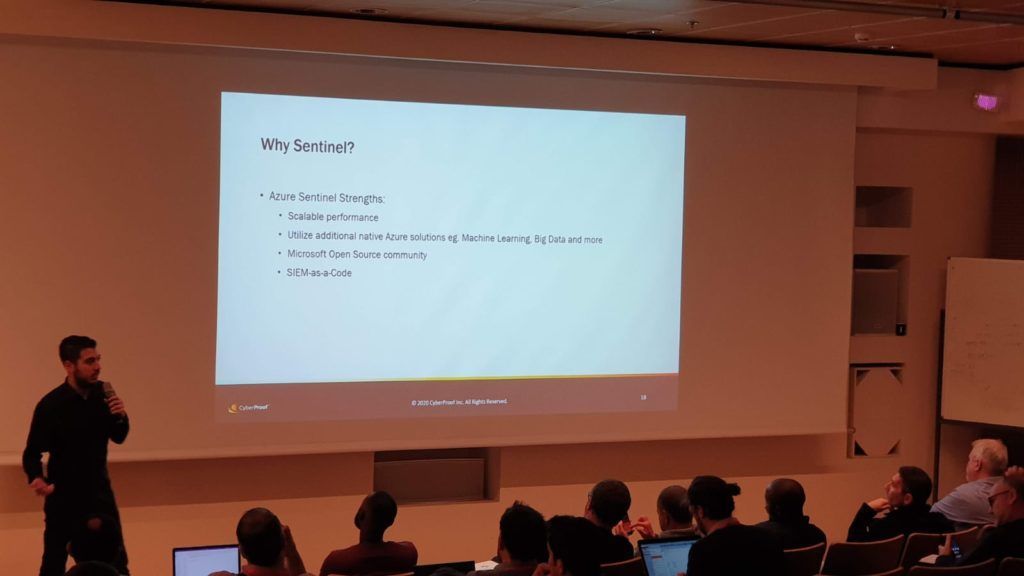 Why Sentinel?
• Azure Sentinel Strengths:
• Scalable performance
• Utilize additional native Azure solutions eg. Machine Learning, Big Data and more
• Microsoft Open Source community
• SIEM-as-a-Code
CyberProof
© 2020 CyberProof Inc. All Rights Reserved.
18